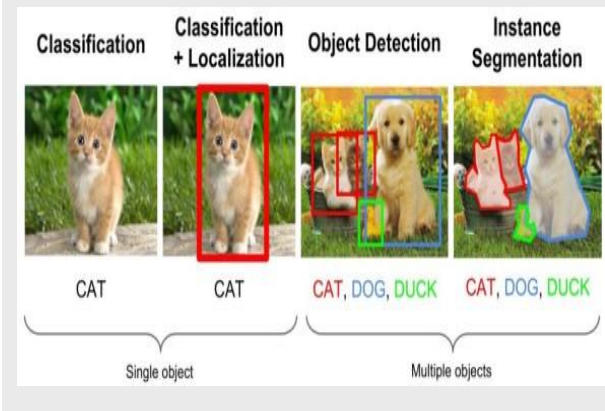 Classification
Classification
+ Localization
Object Detection
Instance
Segmentation
CAT
CAT
CAT, DOG, DUCK
CAT, DOG, DUCK
Single object
Multiple objects